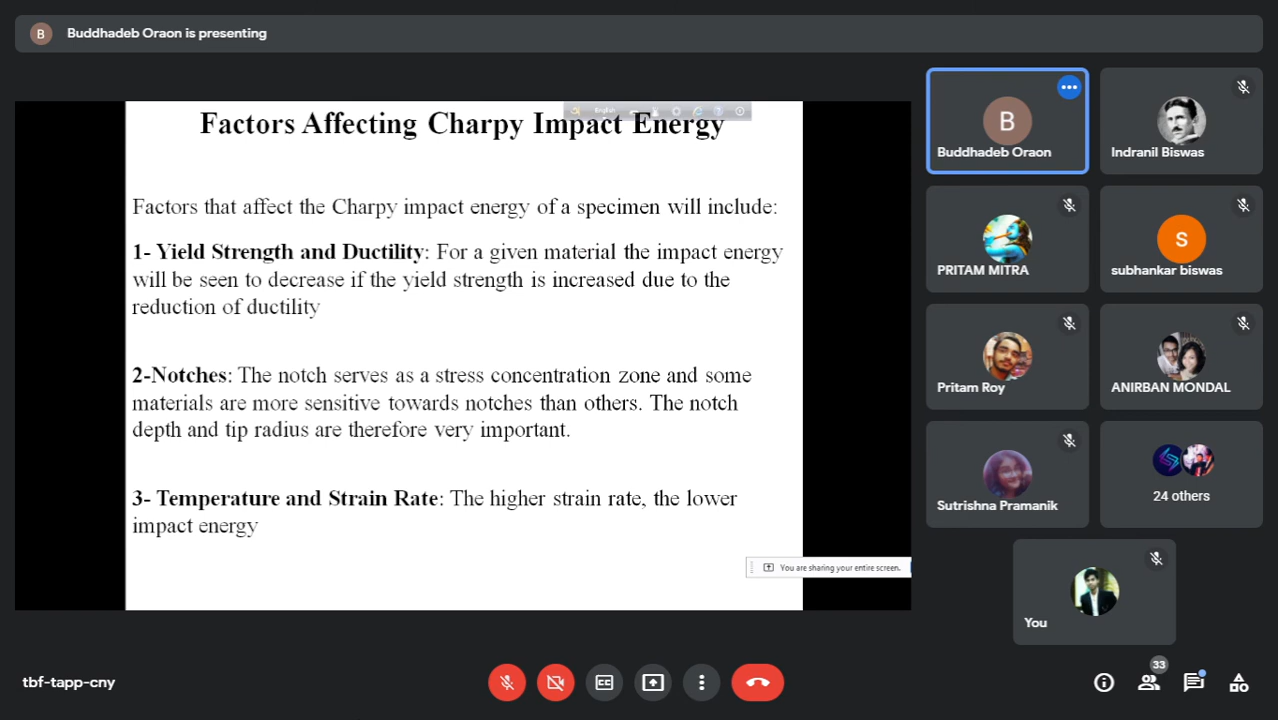 B
Buddhadeb Oraon is presenting
English
Factors Affecting Charpy Impact Energy
Factors that affect the Charpy impact energy of a specimen will include:
1- Yield Strength and Ductility: For a given material the impact energy
will be seen to decrease if the yield strength is increased due to the
reduction of ductility
2-Notches: The notch serves as a stress concentration zone and some
materials are more sensitive towards notches than others. The notch
depth and tip radius are therefore very important.
3- Temperature and Strain Rate: The higher strain rate, the lower
impact energy
You are sharing your entire screen.
B
Buddhadeb Oraon
Indranil Biswas
PRITAM MITRA
S
subhankar biswas
Pritam Roy
ANIRBAN MONDAL
Sutrishna Pramanik
24 others
You
tbf-tapp-cny
CC
33